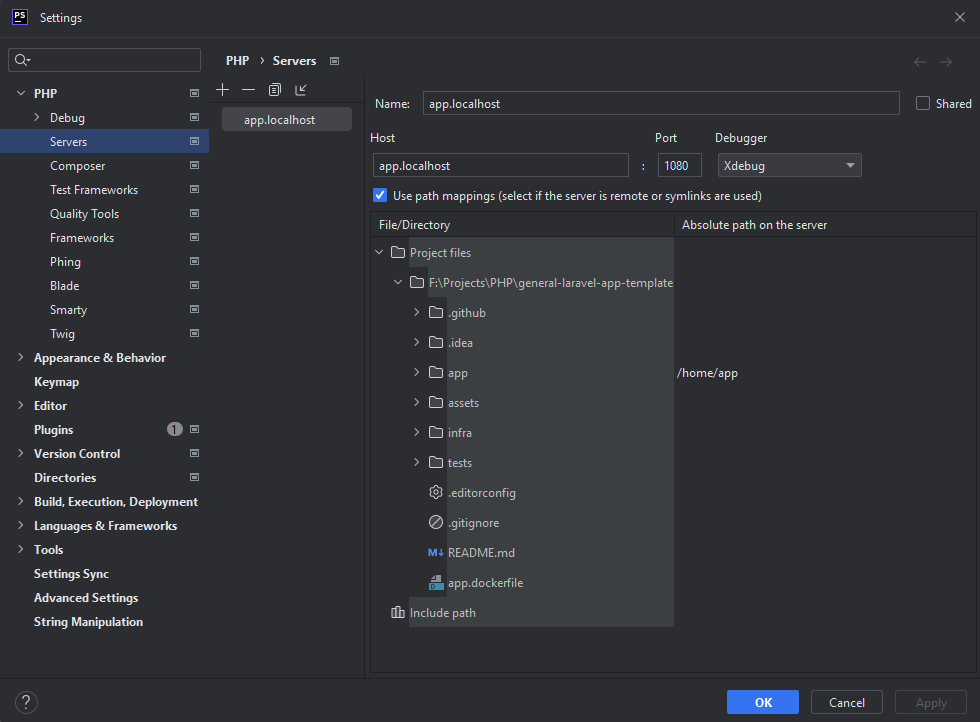 PS Settings
PHP › Servers
PHP
Debug
Servers
Composer
Test Frameworks
Quality Tools
Frameworks
Phing
Blade
Smarty
Twig
Appearance & Behavior
Keymap
Editor
Plugins 1
Version Control
Directories
Build, Execution, Deployment
Languages & Frameworks
Tools
Settings Sync
Advanced Settings
String Manipulation
app.localhost
Name: app.localhost Shared
Host Port Debugger
app.localhost : 1080 Xdebug
Use path mappings (select if the server is remote or symlinks are used)
File/Directory Absolute path on the server
Project files
F:\Projects\PHP\general-laravel-app-template
.github
.idea
app /home/app
assets
infra
tests
.editorconfig
.gitignore
M↓ README.md
app.dockerfile
Include path
? OK Cancel Apply